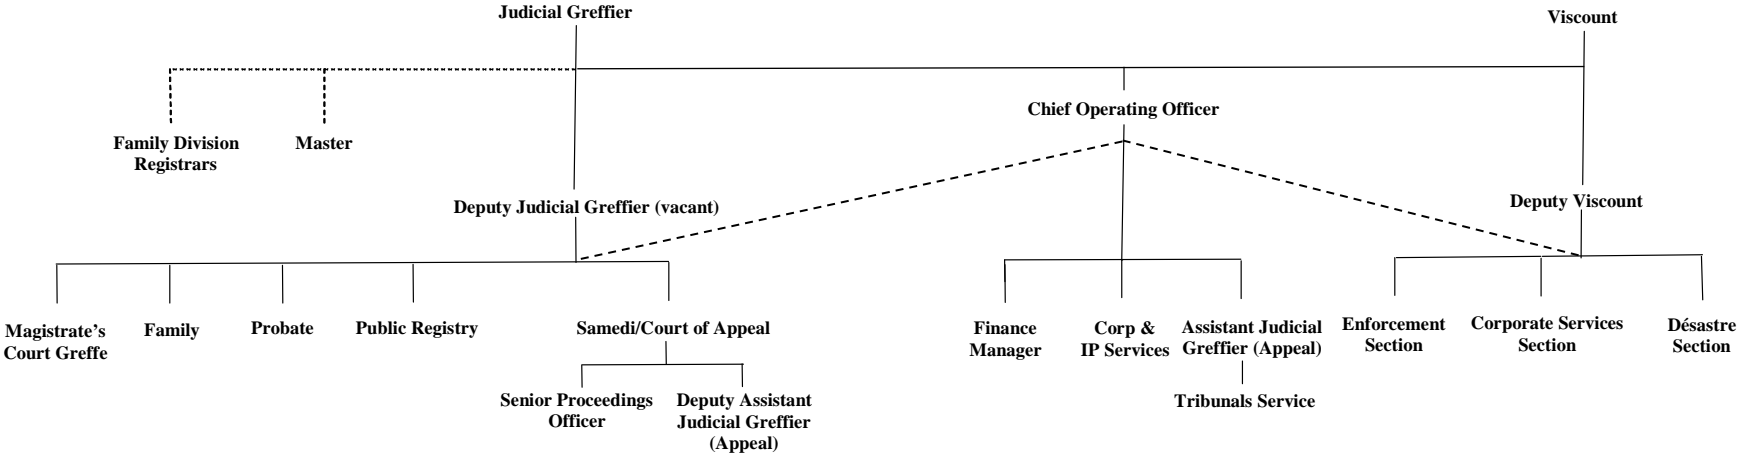 Judicial Greffier
Viscount
Chief Operating Officer
Family Division
Registrars
Master
Deputy Judicial Greffier (vacant)
Deputy Viscount
Magistrate’s
Court Greffe
Family
Probate
Public Registry
Samedi/Court of Appeal
Finance
Manager
Corp &
IP Services
Assistant Judicial
Greffier (Appeal)
Enforcement
Section
Corporate Services
Section
Désastre
Section
Senior Proceedings
Officer
Deputy Assistant
Judicial Greffier
(Appeal)
Tribunals Service